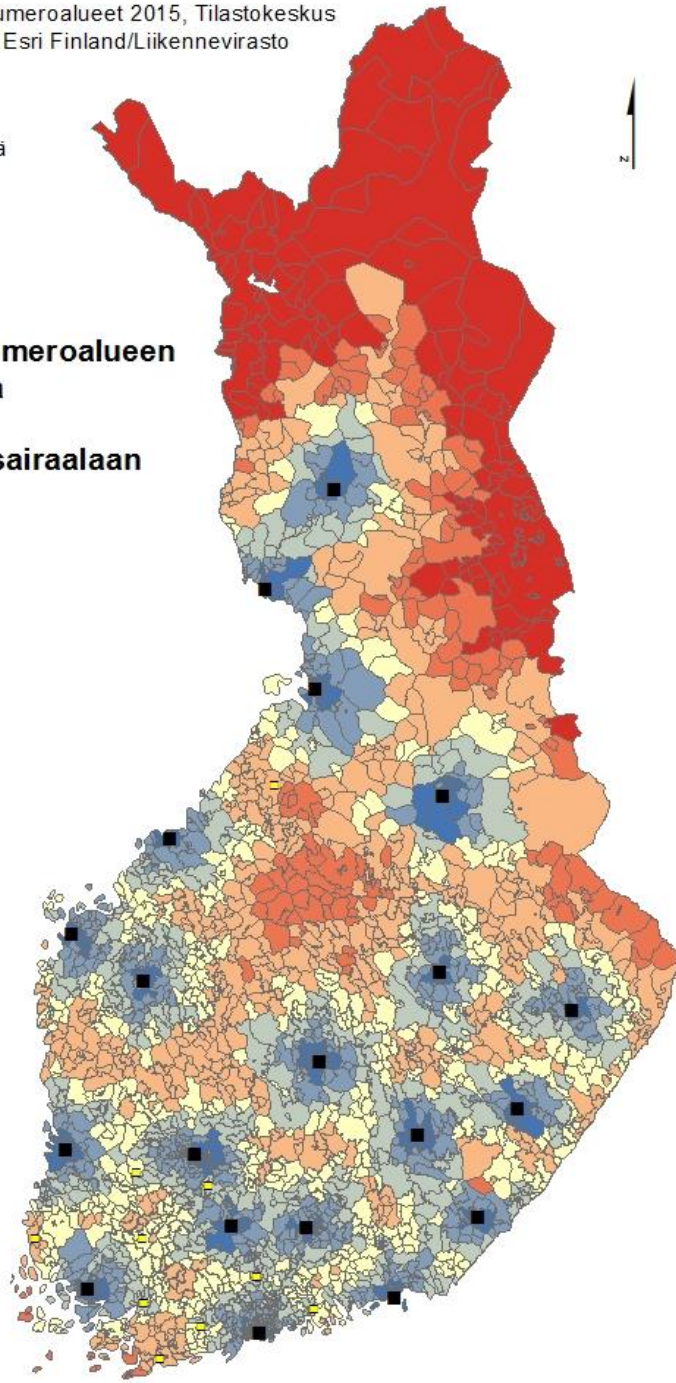 umeroalueet 2015, Tilastokeskus
Esri Finland/Liikennevirasto
ä
meroalueen
a
sairaalaan
z